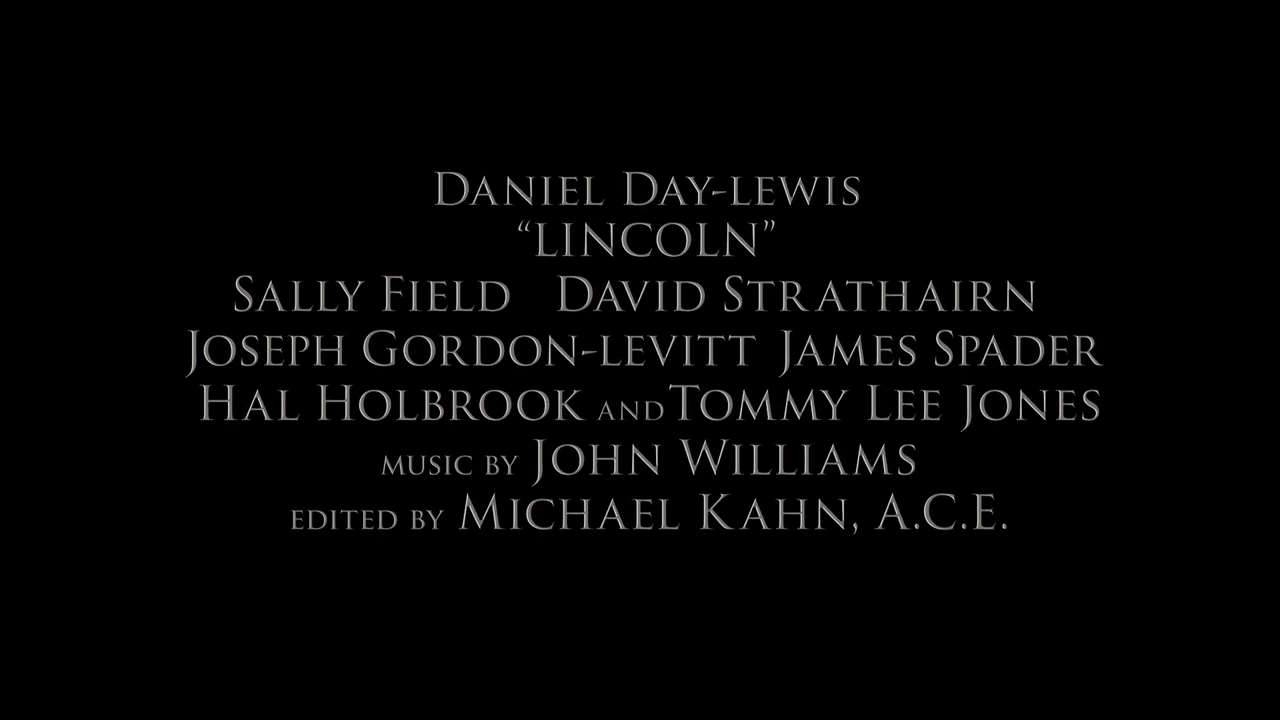 Daniel Day-Lewis
“LINCOLN”
Sally Field David Strathairn
Joseph Gordon-Levitt James Spader
Hal Holbrook and Tommy Lee Jones
music by John Williams
edited by Michael Kahn, A.C.E.